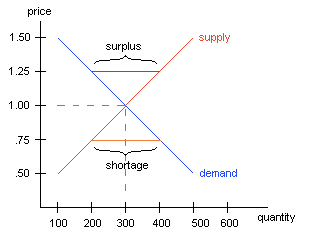 price
1.50
supply
surplus
1.25
1.00
.75
shortage
.50
demand
quantity
100 200 300 400 500 600